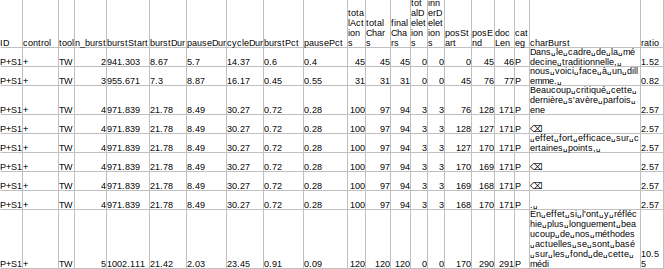 ID control tool n_burst burstStart burstDur pauseDur cycleDur burstPct pausePct totalActions totalChars finalChars totalDeletions innerDeletions posStart posEnd docLen categ charBurst ratio
P+S1 + TW 2 941.303 8.67 5.7 14.37 0.6 0.4 45 45 45 0 0 0 45 46 P Dans␣le␣cadre␣de␣la␣médecine␣traditionnelle,␣ 1.52
P+S1 + TW 3 955.671 7.3 8.87 16.17 0.45 0.55 31 31 31 0 0 45 76 77 P nous␣voici␣face␣à␣un␣dilemme.␣ 0.82
P+S1 + TW 4 971.839 21.78 8.49 30.27 0.72 0.28 100 97 94 3 3 76 128 171 P Beaucoup␣critiqué␣cette␣dernière␣s'avère␣parfois␣ene 2.57
P+S1 + TW 4 971.839 21.78 8.49 30.27 0.72 0.28 100 97 94 3 3 128 127 171 P ⌫ 2.57
P+S1 + TW 4 971.839 21.78 8.49 30.27 0.72 0.28 100 97 94 3 3 127 170 171 P ␣effet␣fort␣efficace␣sur␣certaines␣points,␣ 2.57
P+S1 + TW 4 971.839 21.78 8.49 30.27 0.72 0.28 100 97 94 3 3 170 169 171 P ⌫ 2.57
P+S1 + TW 4 971.839 21.78 8.49 30.27 0.72 0.28 100 97 94 3 3 169 168 171 P ⌫ 2.57
P+S1 + TW 4 971.839 21.78 8.49 30.27 0.72 0.28 100 97 94 3 3 168 170 171 P .␣ 2.57
P+S1 + TW 5 1002.111 21.42 2.03 23.45 0.91 0.09 120 120 120 0 0 170 290 291 P En␣effet␣si␣l'ont␣y␣réfléchie␣plus␣longuement␣beaucoup␣de␣nos␣méthodes␣actuelles␣se␣sont␣basé␣sur␣les␣fond␣de␣cette␣médi 10.55